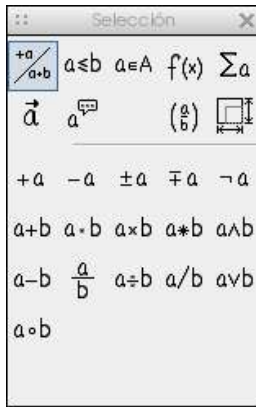 Selección
+a/a+b a≤b a∈A f(x) Σa
a⃗ a (a b)
+a -a ±a ∓a ¬a
a+b a·b a×b a∗b a∧b
a-b a/b a÷b a/b a∨b
a∘b